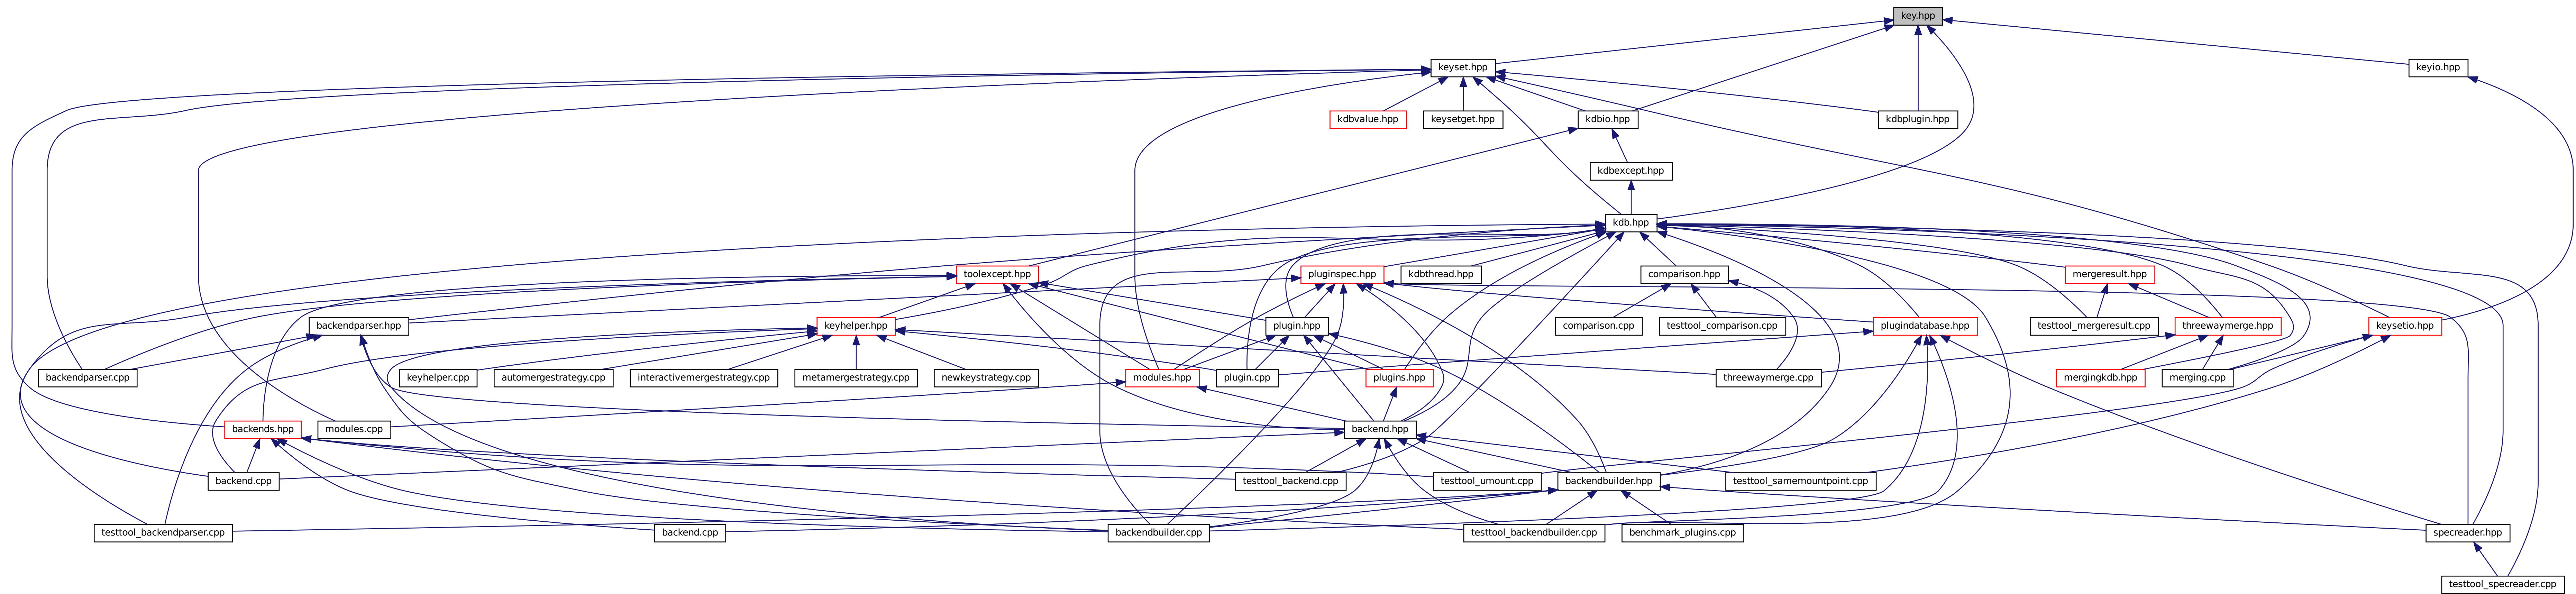 key.hpp
keyset.hpp
keyio.hpp
kdbvalue.hpp
keysetget.hpp
kdbio.hpp
kdbplugin.hpp
kdbexcept.hpp
kdb.hpp
toolexcept.hpp
pluginspec.hpp
kdbthread.hpp
comparison.hpp
mergeresult.hpp
backendparser.hpp
keyhelper.hpp
plugin.hpp
comparison.cpp
testtool_comparison.cpp
plugindatabase.hpp
testtool_mergeresult.cpp
threewaymerge.hpp
keysetio.hpp
backendparser.cpp
keyhelper.cpp
automergestrategy.cpp
interactivemergestrategy.cpp
metamergestrategy.cpp
newkeystrategy.cpp
modules.hpp
plugin.cpp
plugins.hpp
threewaymerge.cpp
mergingkdb.hpp
merging.cpp
backends.hpp
modules.cpp
backend.hpp
backend.cpp
testtool_backend.cpp
testtool_umount.cpp
backendbuilder.hpp
testtool_samemountpoint.cpp
testtool_backendparser.cpp
backend.cpp
backendbuilder.cpp
testtool_backendbuilder.cpp
benchmark_plugins.cpp
specreader.hpp
testtool_specreader.cpp